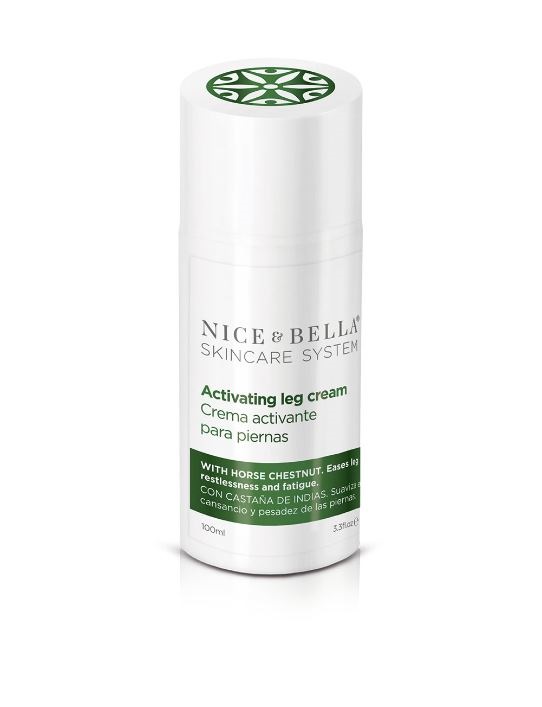 NICE & BELLA®
SKINCARE SYSTEM
Activating leg cream
Crema activante
para piernas
WITH HORSE CHESTNUT. Eases leg
restlessness and fatigue.
CON CASTAÑA DE INDIAS. Suaviza
cansancio y pesadez de las piernas.
100ml
3.3fl.oz e